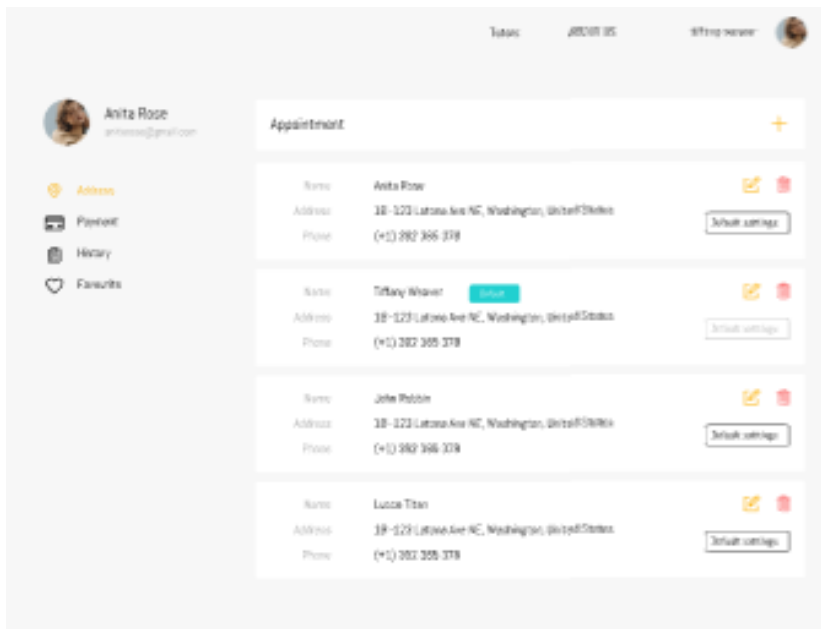 Tutors ABOUT US
Anita Rose
Appointment
Name Anita Rose
Address 18-123 Latona Ave NE, Washington, United States
Phone (+1) 202 365 378
Default settings
Address
Payment
History
Favourite
Name Tiffany Weaver Default
Address 18-123 Latona Ave NE, Washington, United States
Phone (+1) 202 365 378
Default settings
Name John Robbin
Address 18-123 Latona Ave NE, Washington, United States
Phone (+1) 202 365 378
Default settings
Name Lucca Titan
Address 18-123 Latona Ave NE, Washington, United States
Phone (+1) 202 365 378
Default settings